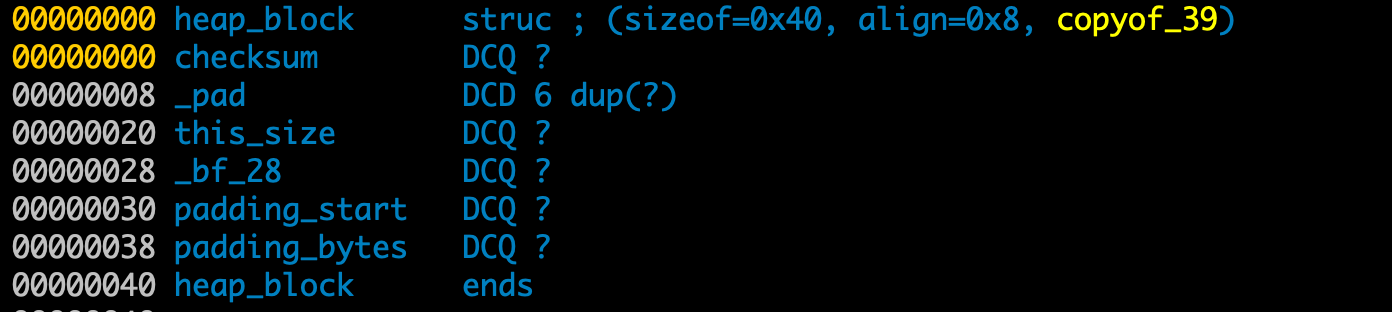 00000000 heap_block      struc ; (sizeof=0x40, align=0x8, copyof_39)
00000000 checksum        DCQ ?
00000008 _pad            DCD 6 dup(?)
00000020 this_size       DCQ ?
00000028 _bf_28          DCQ ?
00000030 padding_start   DCQ ?
00000038 padding_bytes   DCQ ?
00000040 heap_block      ends